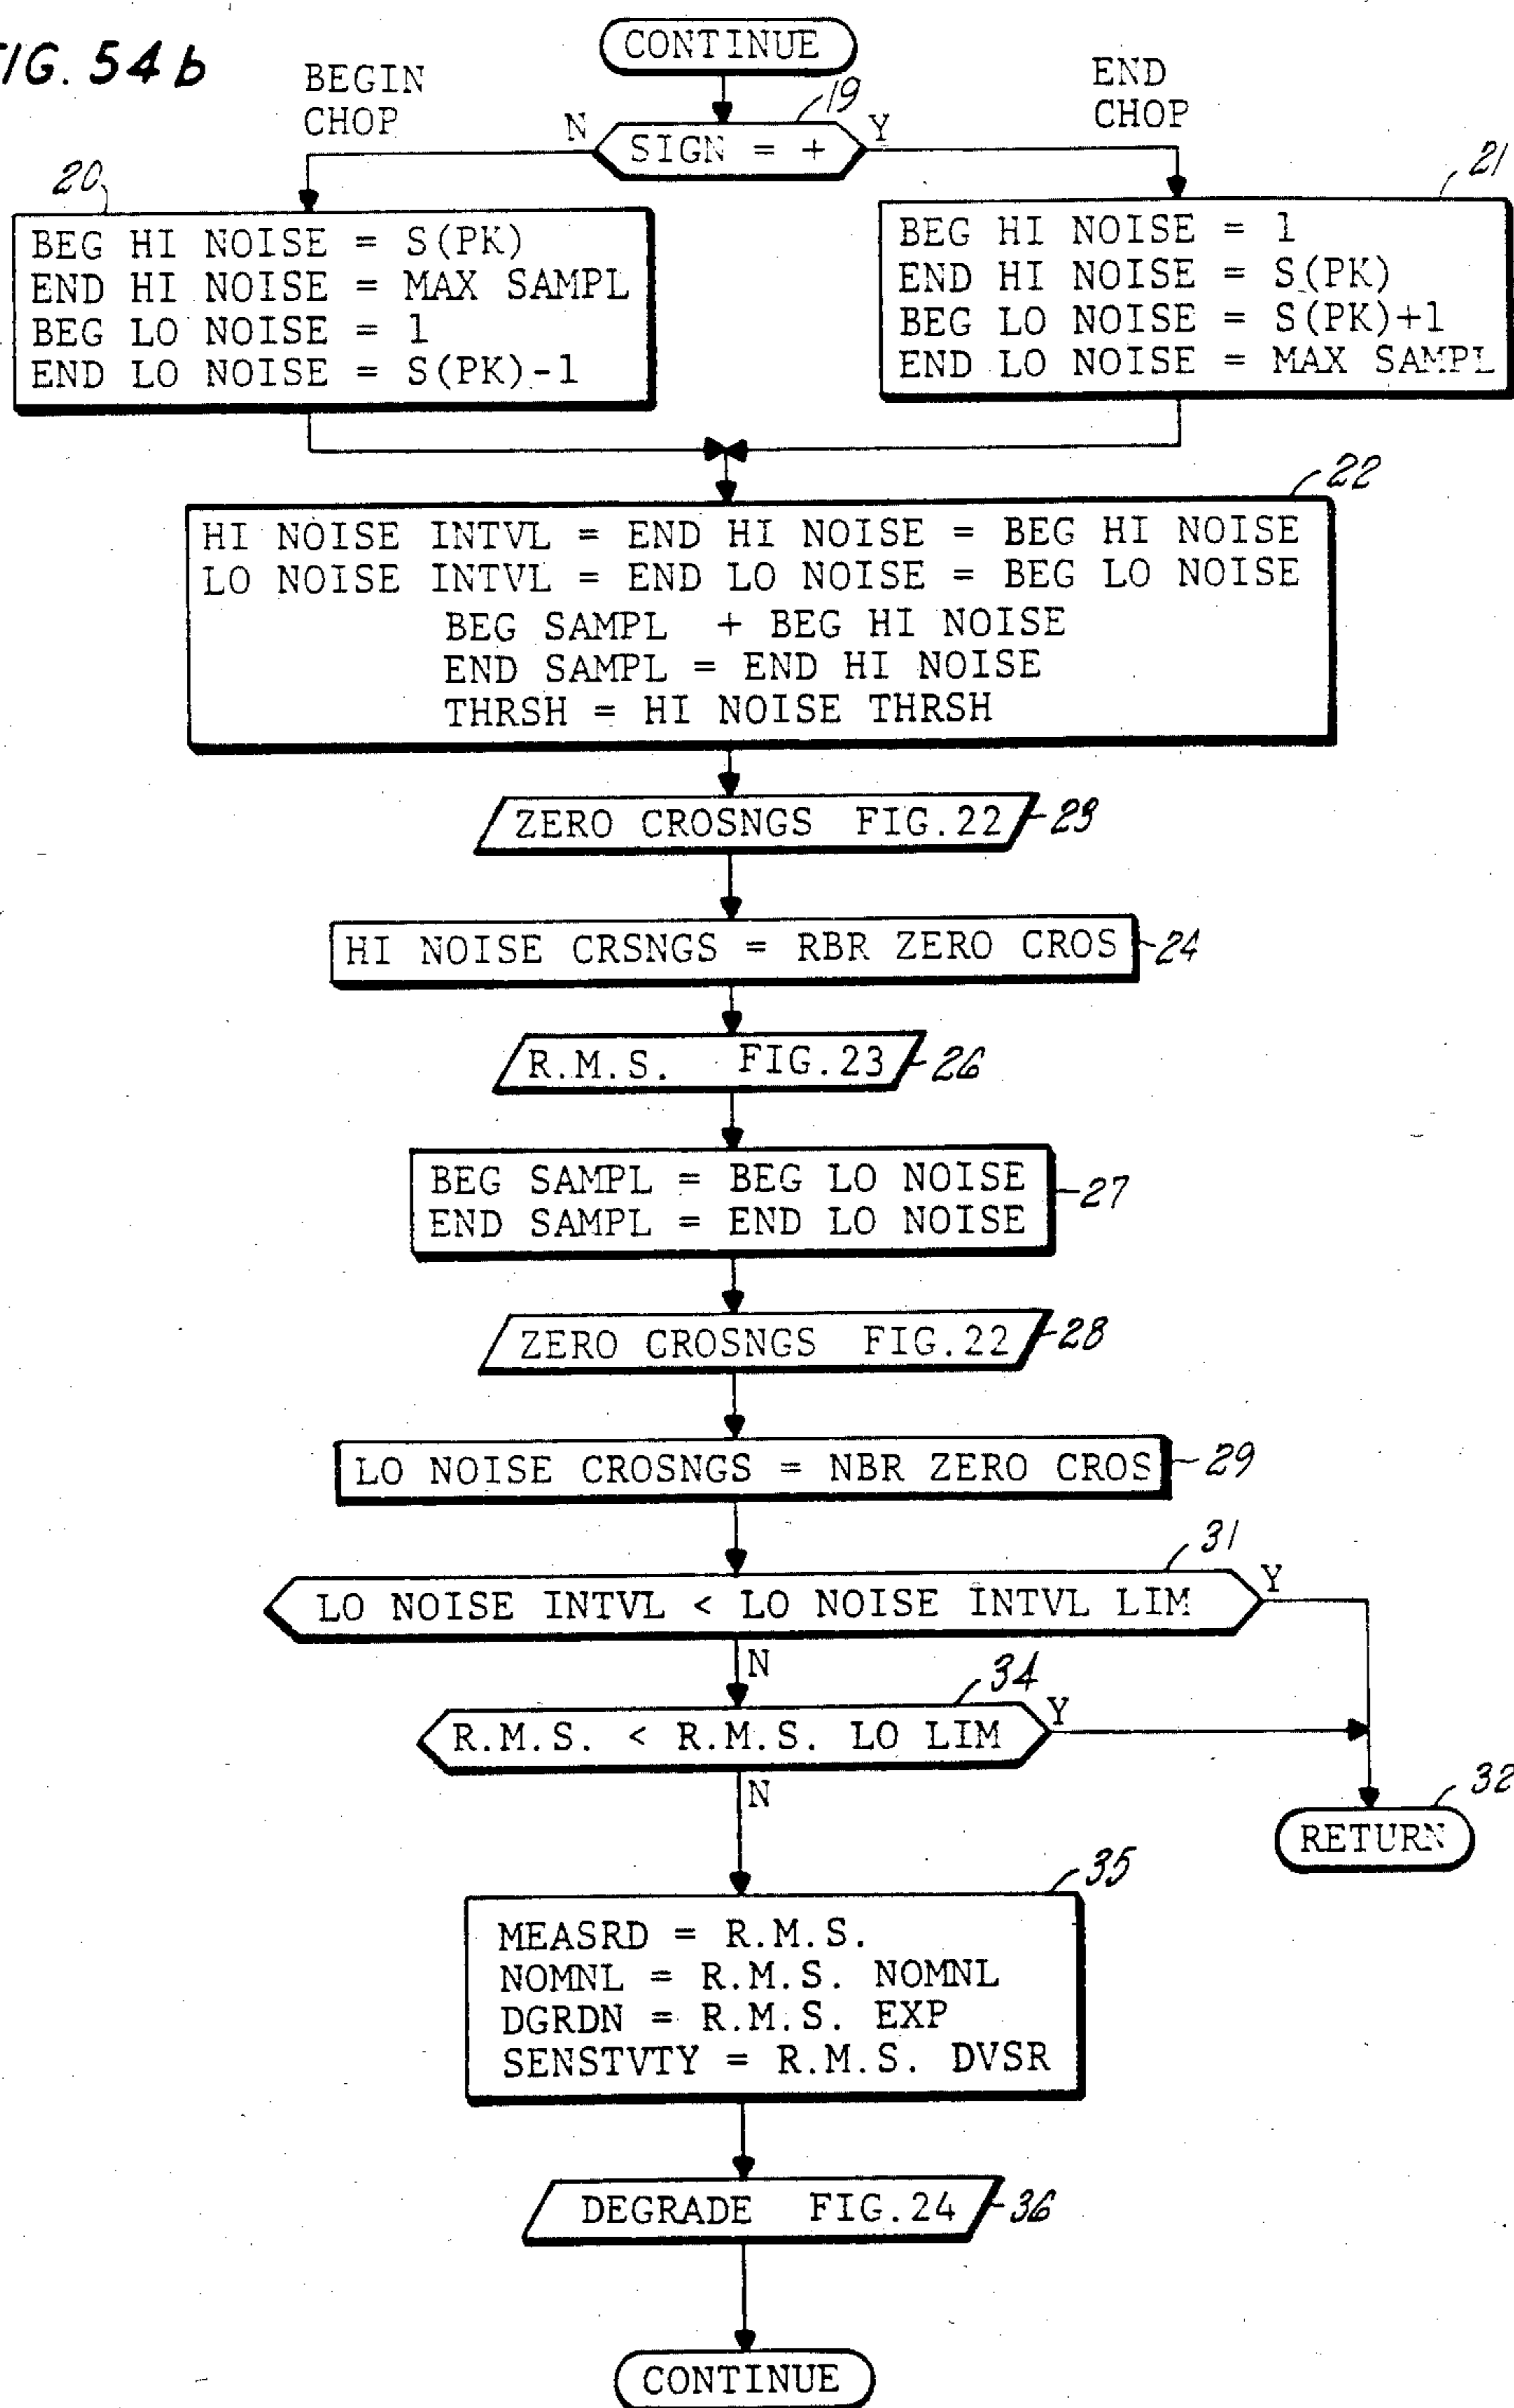 FIG. 54b
CONTINUE
BEGIN
CHOP
END
CHOP
19
N
SIGN = +
Y
20
BEG HI NOISE = S(PK)
END HI NOISE = MAX SAMPL
BEG LO NOISE = 1
END LO NOISE = S(PK)-1
21
BEG HI NOISE = 1
END HI NOISE = S(PK)
BEG LO NOISE = S(PK)+1
END LO NOISE = MAX SAMPL
22
HI NOISE INTVL = END HI NOISE = BEG HI NOISE
LO NOISE INTVL = END LO NOISE = BEG LO NOISE
BEG SAMPL + BEG HI NOISE
END SAMPL = END HI NOISE
THRSH = HI NOISE THRSH
ZERO CROSNGS FIG.22
23
HI NOISE CRSNGS = RBR ZERO CROS
24
R.M.S. FIG.23
26
BEG SAMPL = BEG LO NOISE
END SAMPL = END LO NOISE
27
ZERO CROSNGS FIG.22
28
LO NOISE CROSNGS = NBR ZERO CROS
29
31
LO NOISE INTVL < LO NOISE INTVL LIM
Y
N
34
R.M.S. < R.M.S. LO LIM
Y
N
32
RETURN
35
MEASRD = R.M.S.
NOMNL = R.M.S. NOMNL
DGRDN = R.M.S. EXP
SENSTVTY = R.M.S. DVSR
DEGRADE FIG.24
36
CONTINUE